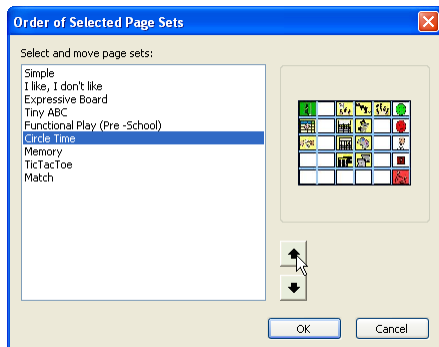 Order of Selected Page Sets
Select and move page sets:
Simple
I like, I don't like
Expressive Board
Tiny ABC
Functional Play (Pre -School)
Circle Time
Memory
TicTacToe
Match
OK
Cancel